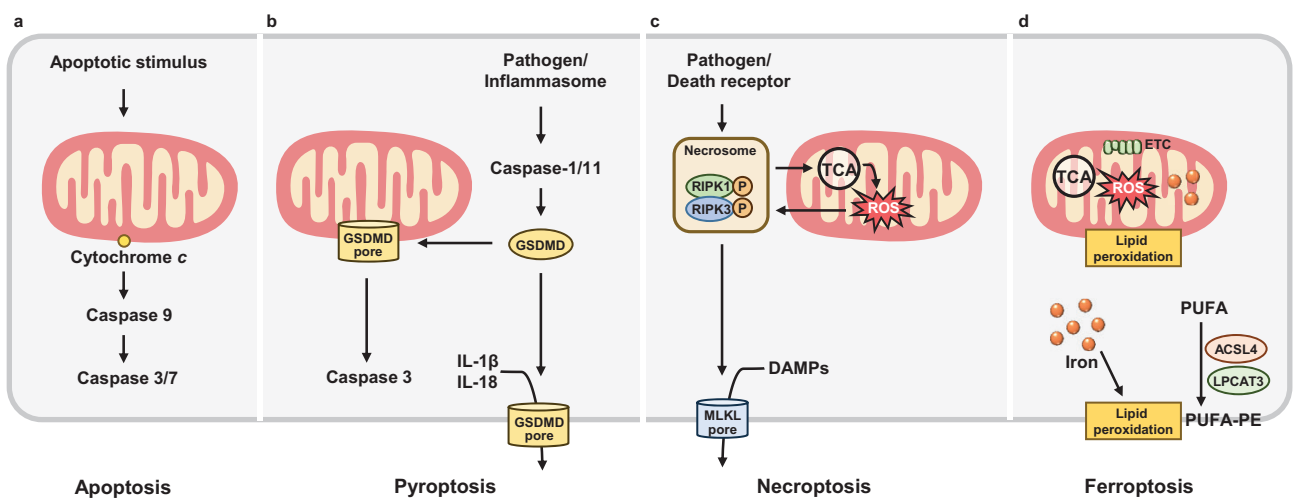 a
Apoptotic stimulus
Cytochrome c
Caspase 9
Caspase 3/7
Apoptosis
b
Pathogen/
Inflammasome
Caspase-1/11
GSDMD
GSDMD
pore
Caspase 3
IL-1β
IL-18
GSDMD
pore
Pyroptosis
c
Pathogen/
Death receptor
Necrosome
RIPK1 P
RIPK3 P
TCA
ROS
DAMPs
MLKL
pore
Necroptosis
d
ETC
TCA
ROS
Lipid
peroxidation
Iron
PUFA
ACSL4
LPCAT3
Lipid
peroxidation
PUFA-PE
Ferroptosis